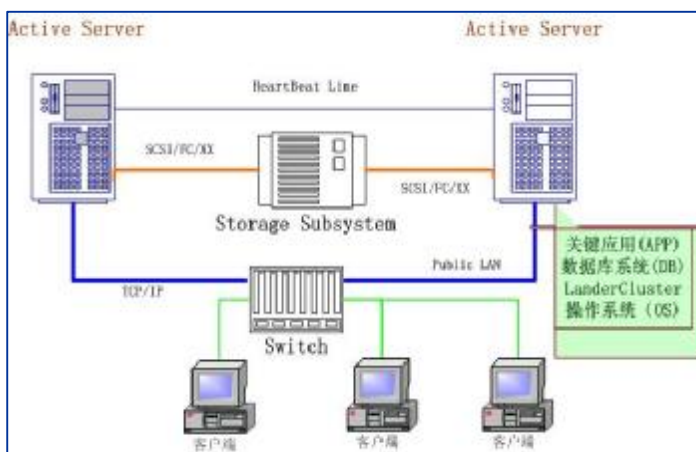 Active Server
Active Server
HeartBeat Line
SCSI/FC/XX
SCSI/FC/XX
Storage Subsystem
Public LAN
TCP/IP
关键应用(APP)
数据库系统(DB)
LanderCluster
操作系统 (OS)
Switch
客户端
客户端
客户端